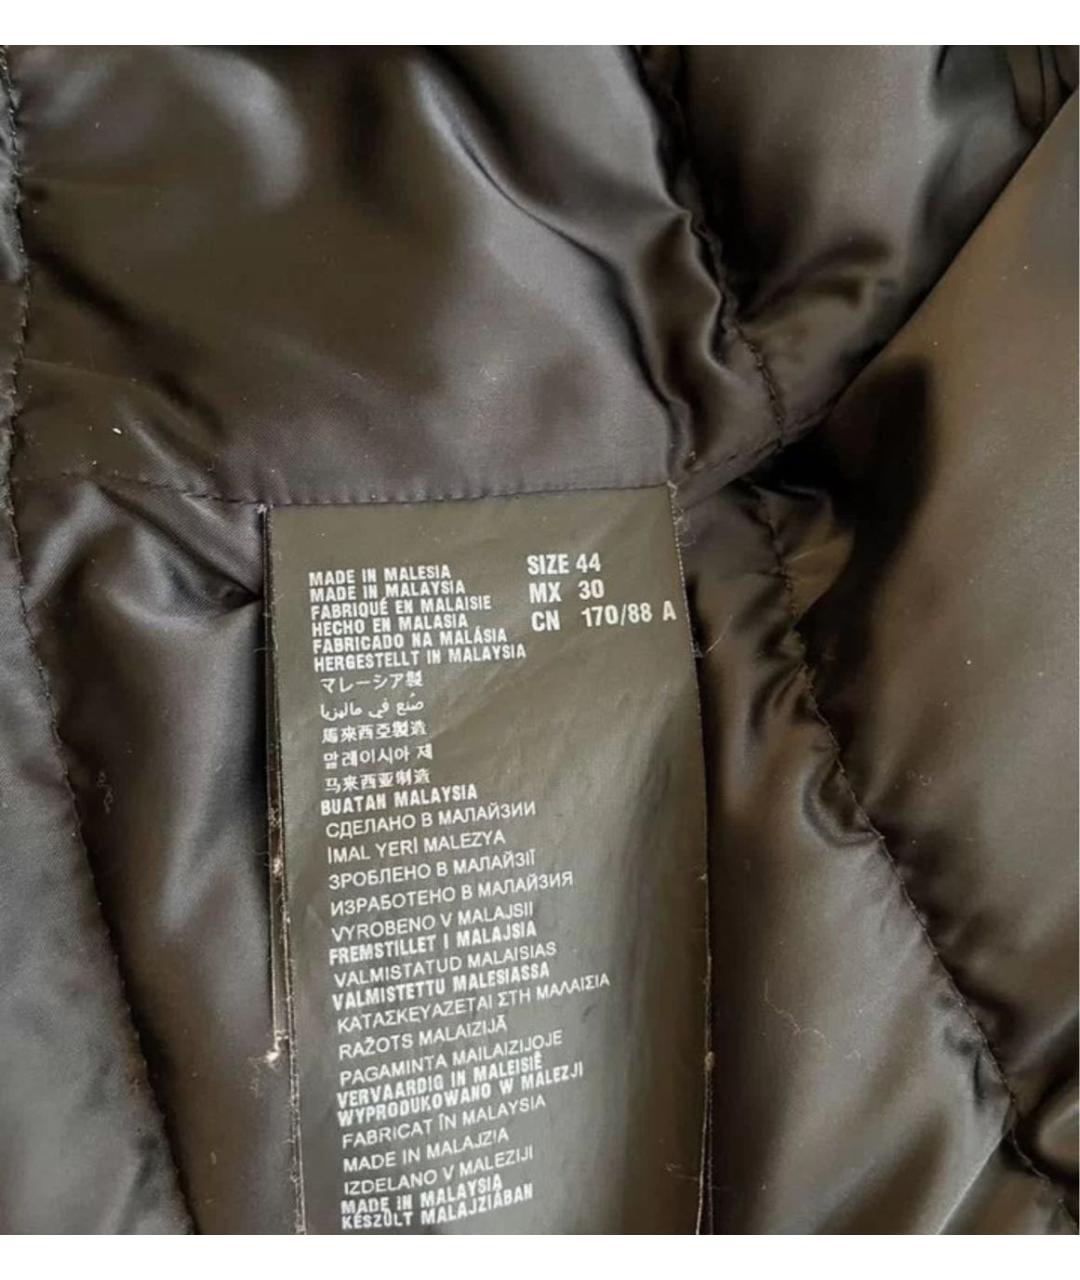 MADE IN MALESIA
MADE IN MALAYSIA
FABRIQUÉ EN MALAISIE
HECHO EN MALASIA
FABRICADO NA MALÁSIA
HERGESTELLT IN MALAYSIA
マレーシア製
صُنع في ماليزيا
馬來西亞製造
말레이시아 제
马来西亚制造
BUATAN MALAYSIA
СДЕЛАНО В МАЛАЙЗИИ
İMAL YERİ MALEZYA
ЗРОБЛЕНО В МАЛАЙЗІЇ
ИЗРАБОТЕНО В МАЛАЙЗИЯ
VYROBENO V MALAJSII
FREMSTILLET I MALAJSIA
VALMISTATUD MALAISIAS
VALMISTETTU MALESIASSA
ΚΑΤΑΣΚΕΥΑΖΕΤΑΙ ΣΤΗ ΜΑΛΑΙΣΙΑ
RAŽOTS MALAIZIJĀ
PAGAMINTA MAILAIZIJOJE
VERVAARDIG IN MALEISIË
WYPRODUKOWANO W MALEZJI
FABRICAT ÎN MALAYSIA
MADE IN MALAJZIA
IZDELANO V MALEZIJI
MADE IN MALAYSIA
KÉSZÜLT MALAJZIÁBAN
SIZE 44
MX 30
CN 170/88 A